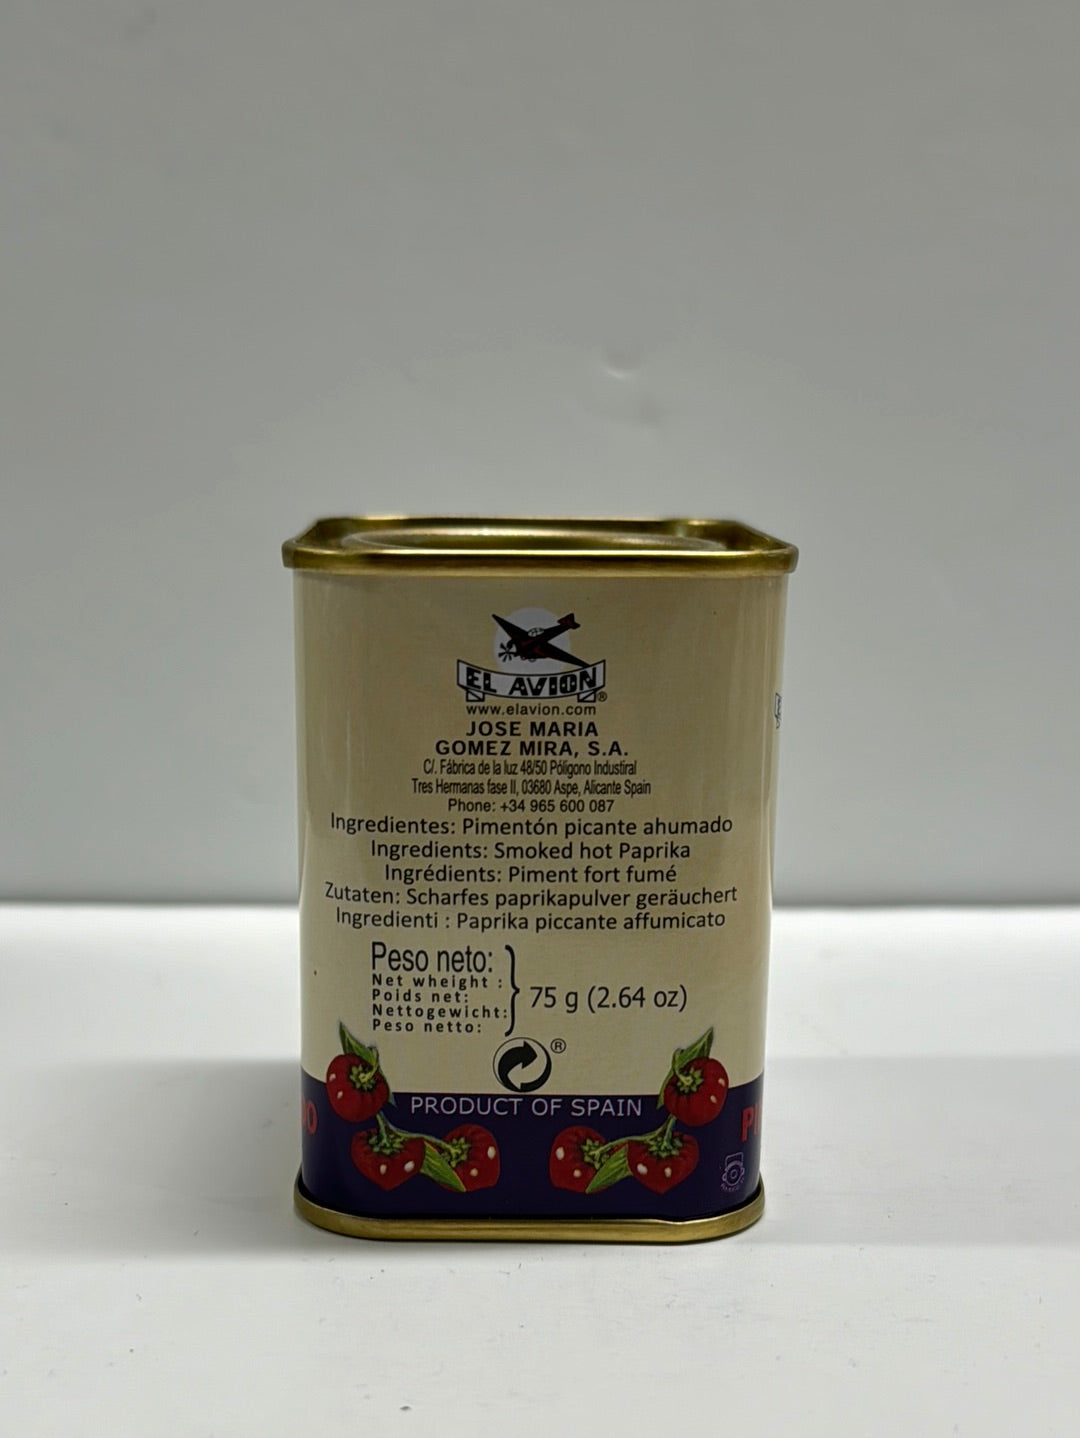 EL AVION®
www.elavion.com
JOSE MARIA
GOMEZ MIRA, S.A.
C/. Fábrica de la luz 48/50 Póligono Industiral
Tres Hermanas fase II, 03680 Aspe, Alicante Spain
Phone: +34 965 600 087
Ingredientes: Pimentón picante ahumado
Ingredients: Smoked hot Paprika
Ingrédients: Piment fort fumé
Zutaten: Scharfes paprikapulver geräuchert
Ingredienti : Paprika piccante affumicato
Peso neto:
Net wheight :
Poids net:
Nettogewicht:
Peso netto:
75 g (2.64 oz)
®
PRODUCT OF SPAIN